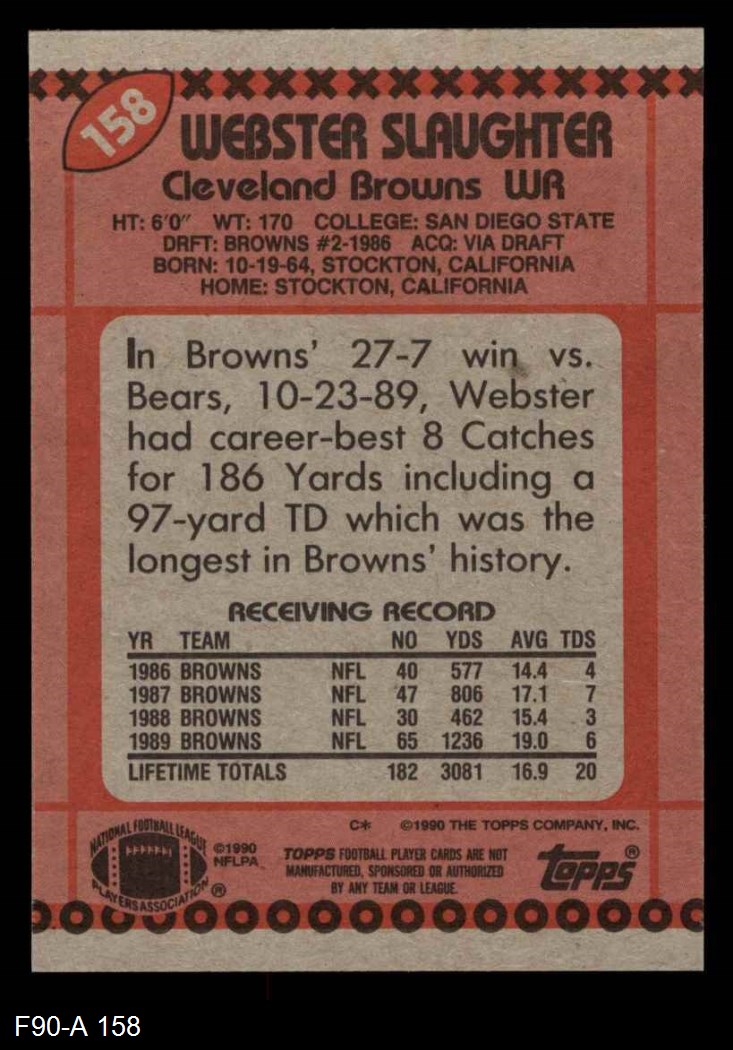 158
WEBSTER SLAUGHTER
Cleveland Browns WR
HT: 6'0" WT: 170 COLLEGE: SAN DIEGO STATE
DRFT: BROWNS #2-1986 ACQ: VIA DRAFT
BORN: 10-19-64, STOCKTON, CALIFORNIA
HOME: STOCKTON, CALIFORNIA
In Browns' 27-7 win vs.
Bears, 10-23-89, Webster
had career-best 8 Catches
for 186 Yards including a
97-yard TD which was the
longest in Browns' history.
RECEIVING RECORD
YR TEAM NO YDS AVG TDS
1986 BROWNS NFL 40 577 14.4 4
1987 BROWNS NFL 47 806 17.1 7
1988 BROWNS NFL 30 462 15.4 3
1989 BROWNS NFL 65 1236 19.0 6
LIFETIME TOTALS 182 3081 16.9 20
C* ©1990 THE TOPPS COMPANY, INC.
NATIONAL FOOTBALL LEAGUE
PLAYERS ASSOCIATION ®
©1990
NFLPA
TOPPS FOOTBALL PLAYER CARDS ARE NOT
MANUFACTURED, SPONSORED OR AUTHORIZED
BY ANY TEAM OR LEAGUE.
Topps®
F90-A 158